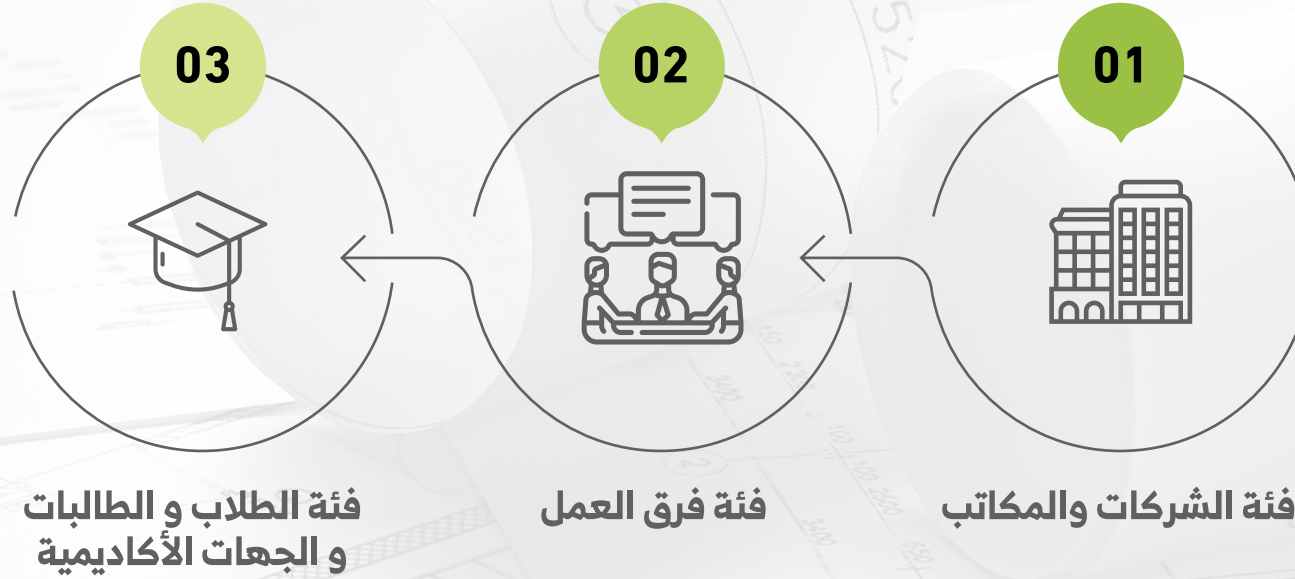 01
فئة الشركات والمكاتب
02
فئة فرق العمل
03
فئة الطلاب و الطالبات
و الجهات الأكاديمية